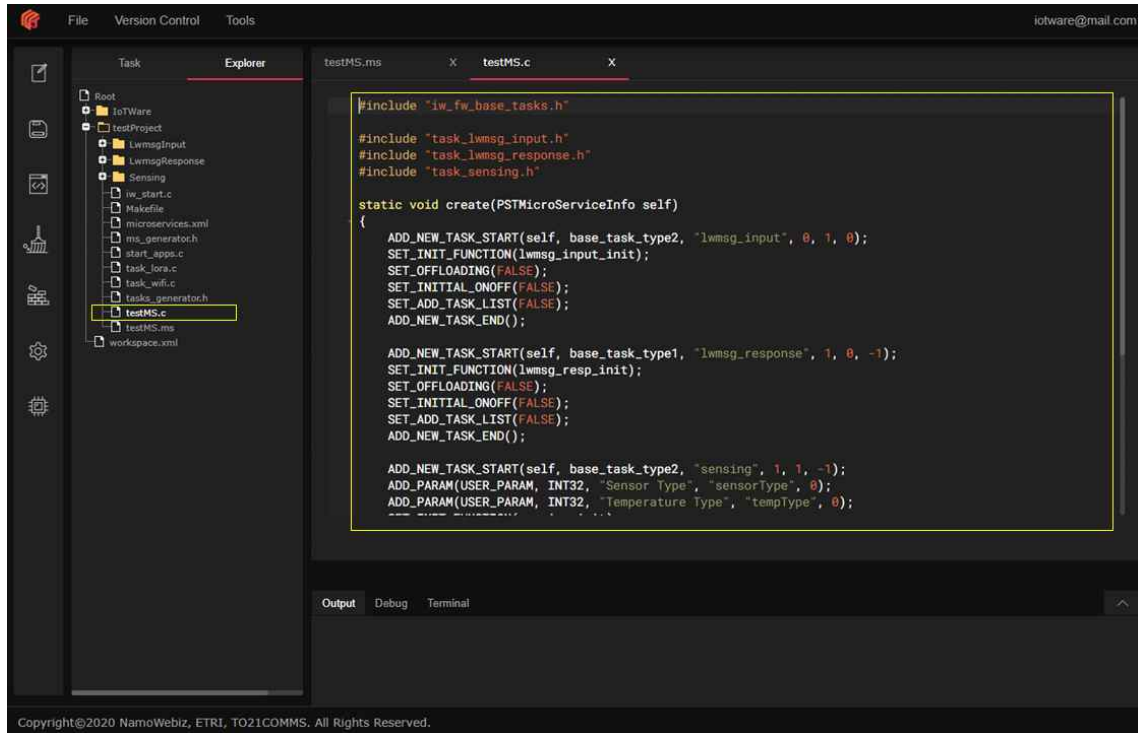 File Version Control Tools iotware@mail.com
Task Explorer
Root
IoTWare
testProject
LwmsgInput
LwmsgResponse
Sensing
iw_start.c
Makefile
microservices.xml
ms_generator.h
start_apps.c
task_lora.c
task_wifi.c
tasks_generator.h
testMS.c
testMS.ms
workspace.xml
testMS.ms X testMS.c X
#include "iw_fw_base_tasks.h"
#include "task_lwmsg_input.h"
#include "task_lwmsg_response.h"
#include "task_sensing.h"
static void create(PSTMicroServiceInfo self)
{
ADD_NEW_TASK_START(self, base_task_type2, "lwmsg_input", 0, 1, 0);
SET_INIT_FUNCTION(lwmsg_input_init);
SET_OFFLOADING(FALSE);
SET_INITIAL_ONOFF(FALSE);
SET_ADD_TASK_LIST(FALSE);
ADD_NEW_TASK_END();
ADD_NEW_TASK_START(self, base_task_type1, "lwmsg_response", 1, 0, -1);
SET_INIT_FUNCTION(lwmsg_resp_init);
SET_OFFLOADING(FALSE);
SET_INITIAL_ONOFF(FALSE);
SET_ADD_TASK_LIST(FALSE);
ADD_NEW_TASK_END();
ADD_NEW_TASK_START(self, base_task_type2, "sensing", 1, 1, -1);
ADD_PARAM(USER_PARAM, INT32, "Sensor Type", "sensorType", 0);
ADD_PARAM(USER_PARAM, INT32, "Temperature Type", "tempType", 0);
Output Debug Terminal
Copyright©2020 NamoWebiz, ETRI, TO21COMMS. All Rights Reserved.